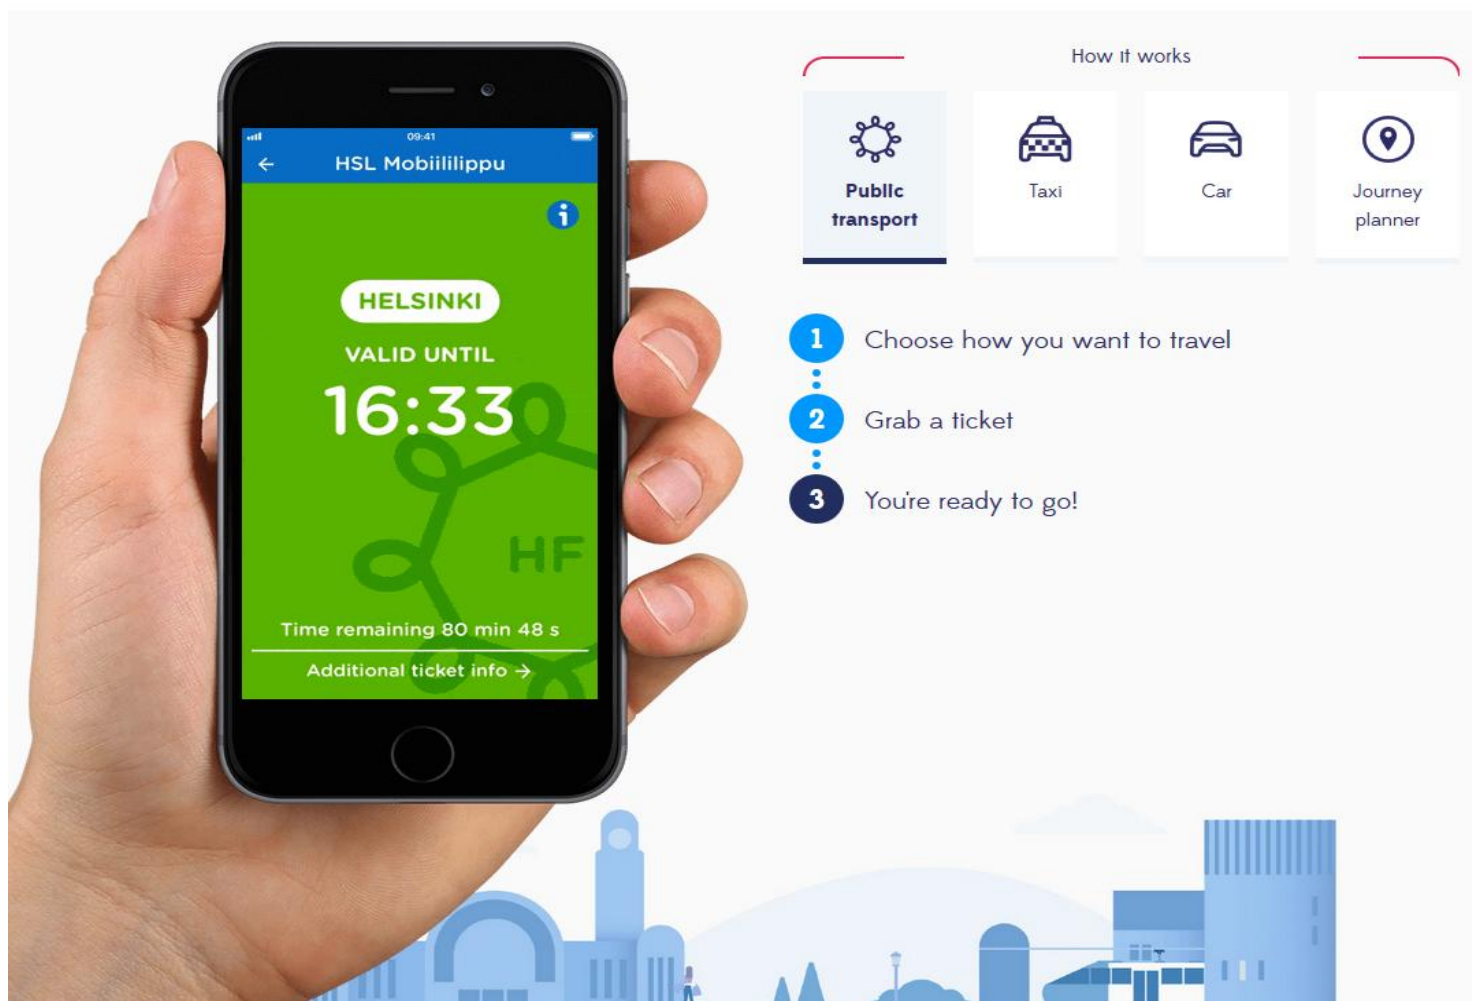 09:41
HSL Mobiililippu
i
HELSINKI
VALID UNTIL
16:33
HF
Time remaining 80 min 48 s
Additional ticket info →
How it works
Public
transport
Taxi
Car
Journey
planner
1 Choose how you want to travel
2 Grab a ticket
3 You're ready to go!